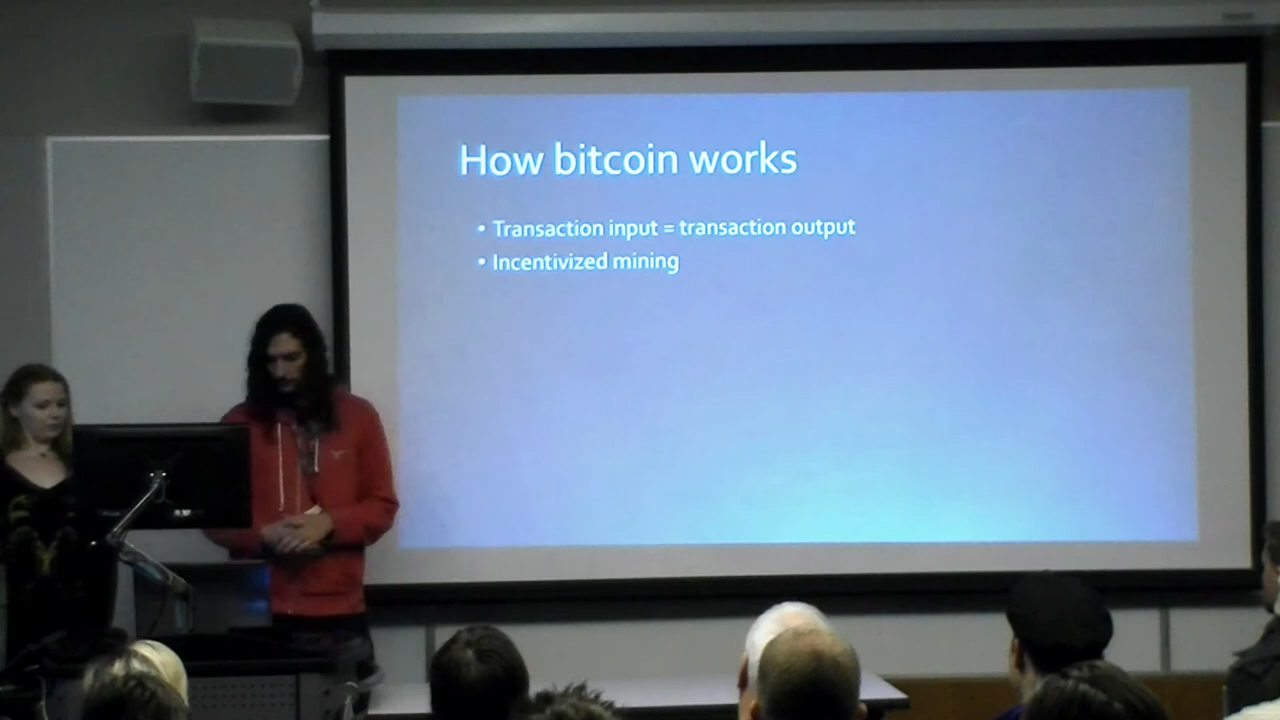 How bitcoin works
• Transaction input = transaction output
• Incentivized mining